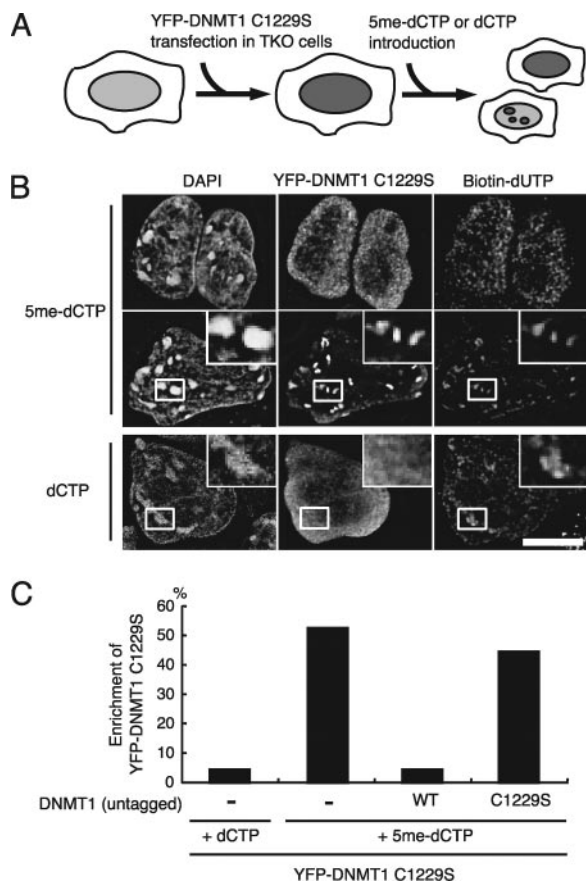 A
YFP-DNMT1 C1229S
transfection in TKO cells
5me-dCTP or dCTP
introduction
B
DAPI YFP-DNMT1 C1229S Biotin-dUTP
5me-dCTP
dCTP
C
%
60
50
40
30
20
10
0
Enrichment of
YFP-DNMT1 C1229S
DNMT1 (untagged) - - WT C1229S
+ dCTP + 5me-dCTP
YFP-DNMT1 C1229S